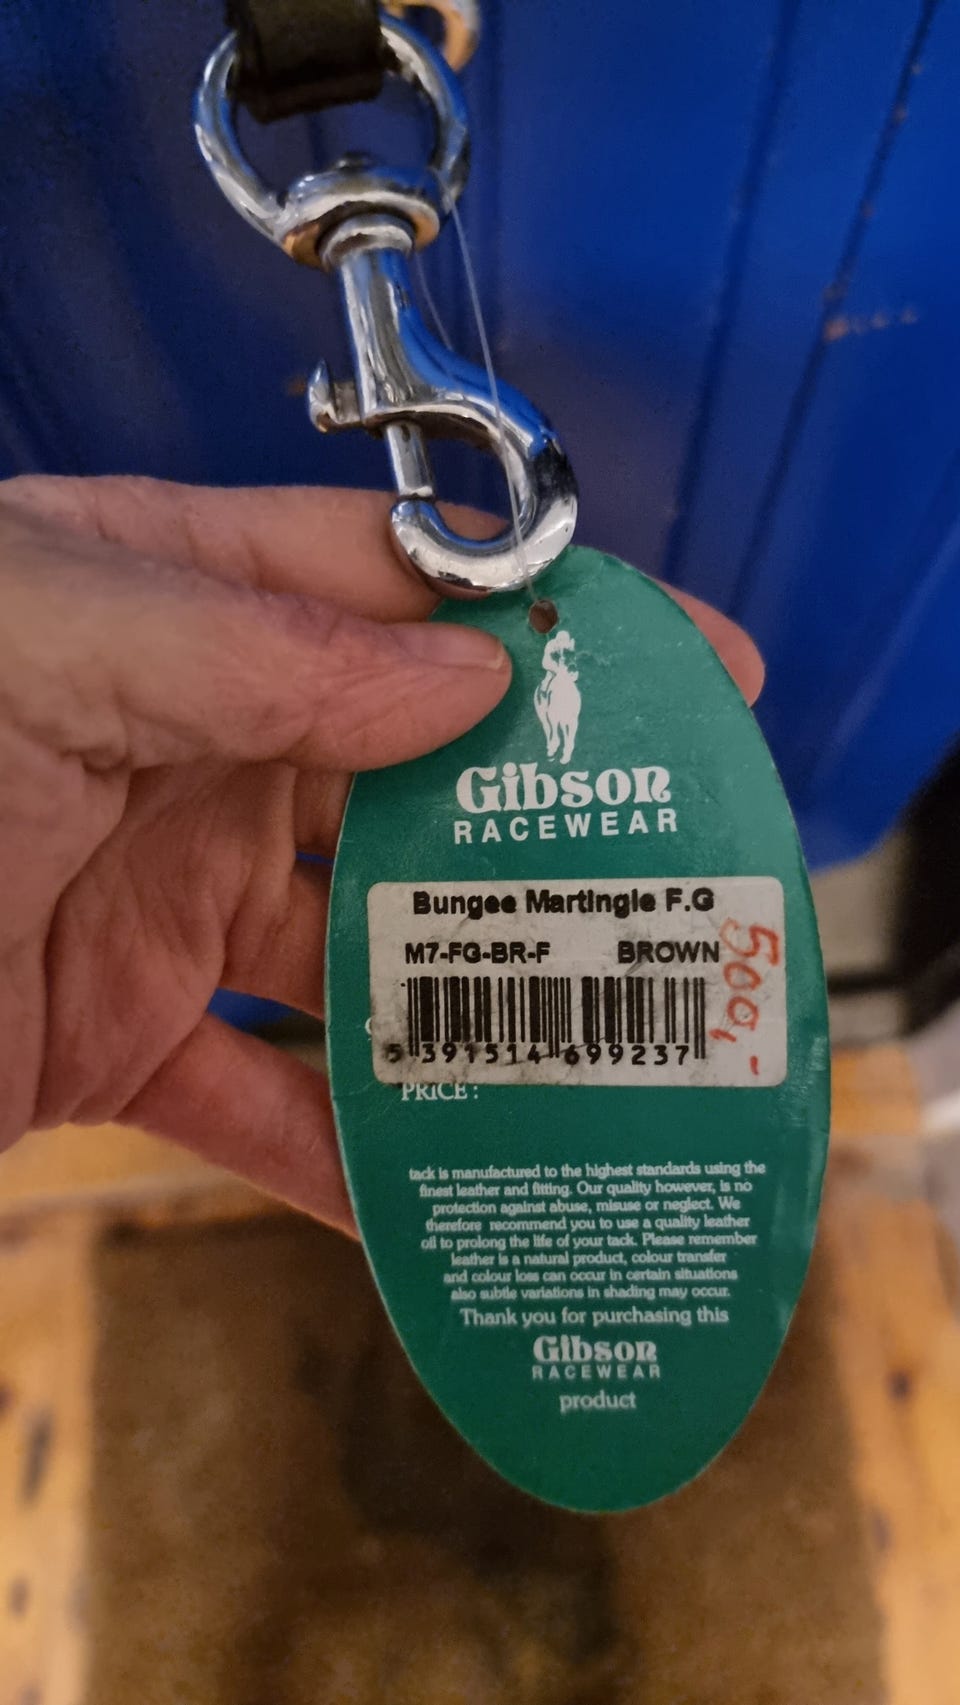 Gibson
RACEWEAR
Bungee Martingle F.G
M7-FG-BR-F BROWN
500,-
5 391514 699237
PRICE :
tack is manufactured to the highest standards using the
finest leather and fitting. Our quality however, is no
protection against abuse, misuse or neglect. We
therefore recommend you to use a quality leather
oil to prolong the life of your tack. Please remember
leather is a natural product, colour transfer
and colour loss can occur in certain situations
also subtle variations in shading may occur.
Thank you for purchasing this
Gibson
RACEWEAR
product